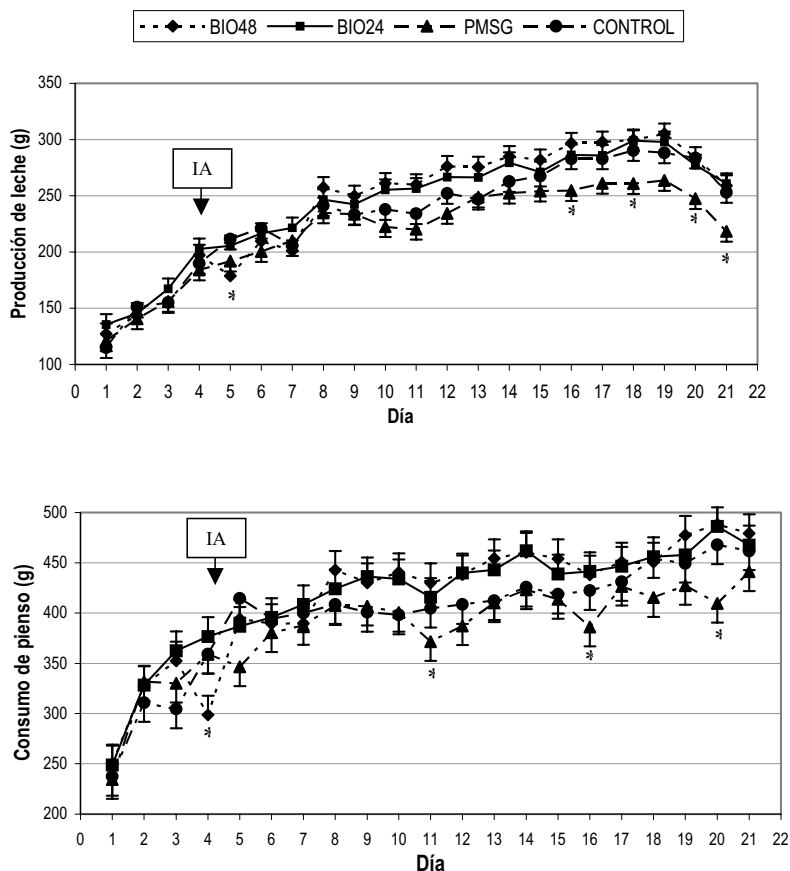 BIO48 BIO24 PMSG CONTROL
Producción de leche (g)
350
300
250
200
150
100
IA
*
*
*
*
*
0 1 2 3 4 5 6 7 8 9 10 11 12 13 14 15 16 17 18 19 20 21 22
Día
Consumo de pienso (g)
500
450
400
350
300
250
200
IA
*
*
*
*
0 1 2 3 4 5 6 7 8 9 10 11 12 13 14 15 16 17 18 19 20 21 22
Día